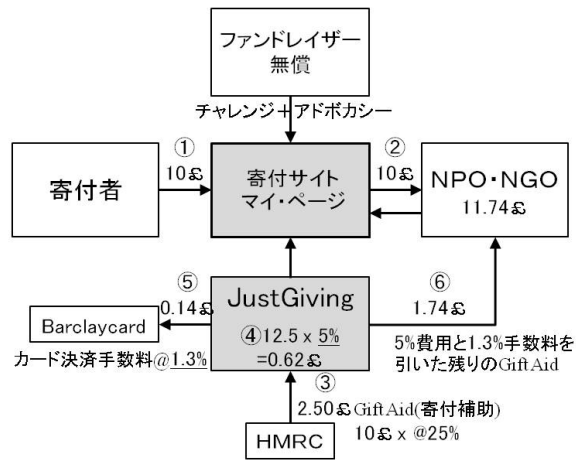 ファンドレイザー
無償
チャレンジ＋アドボカシー
①
10£
寄付者
寄付サイト
マイ・ページ
②
10£
NPO・NGO
11.74£
⑤
0.14£
Barclaycard
カード決済手数料@1.3%
JustGiving
④12.5 x 5%
=0.62£
⑥
1.74£
5%費用と1.3%手数料を
引いた残りのGiftAid
③
2.50£GiftAid(寄付補助)
10£ x @25%
HMRC